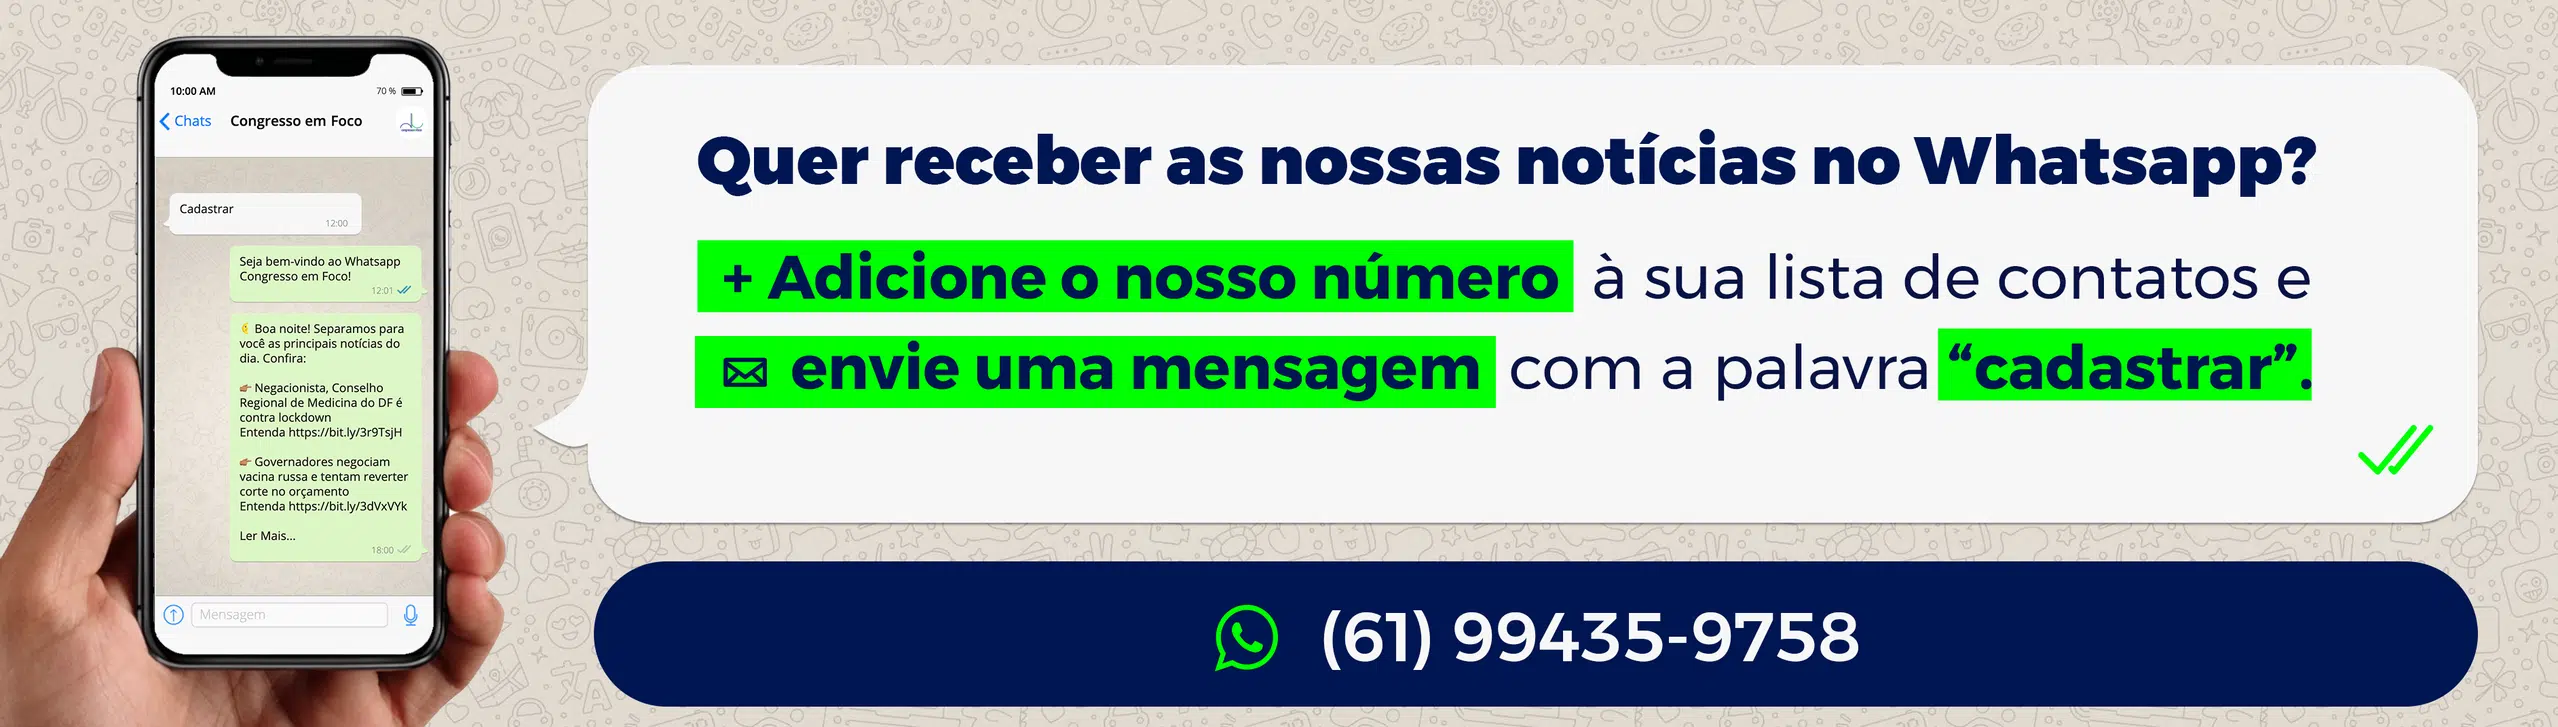 10:00 AM
70 %
Chats
Congresso em Foco
Cadastrar
12:00
Seja bem-vindo ao Whatsapp
Congresso em Foco!
12:01
Boa noite! Separamos para
você as principais notícias do
dia. Confira:
Negacionista, Conselho
Regional de Medicina do DF é
contra lockdown
Entenda https://bit.ly/3r9TsjH
Governadores negociam
vacina russa e tentam reverter
corte no orçamento
Entenda https://bit.ly/3dVxVYk
Ler Mais...
18:00
Mensagem
Quer receber as nossas notícias no Whatsapp?
+ Adicione o nosso número à sua lista de contatos e
envie uma mensagem com a palavra “cadastrar”.
(61) 99435-9758